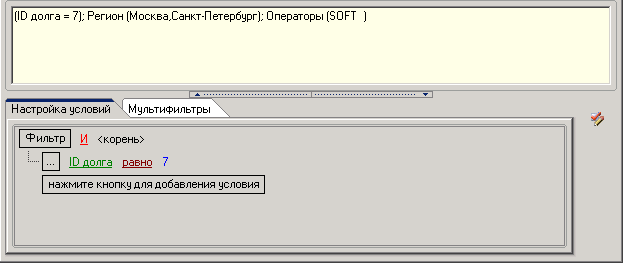 (ID долга = 7); Регион (Москва,Санкт-Петербург); Операторы (SOFT  )
Настройка условий Мультифильтры
Фильтр И <корень>
... ID долга равно 7
нажмите кнопку для добавления условия